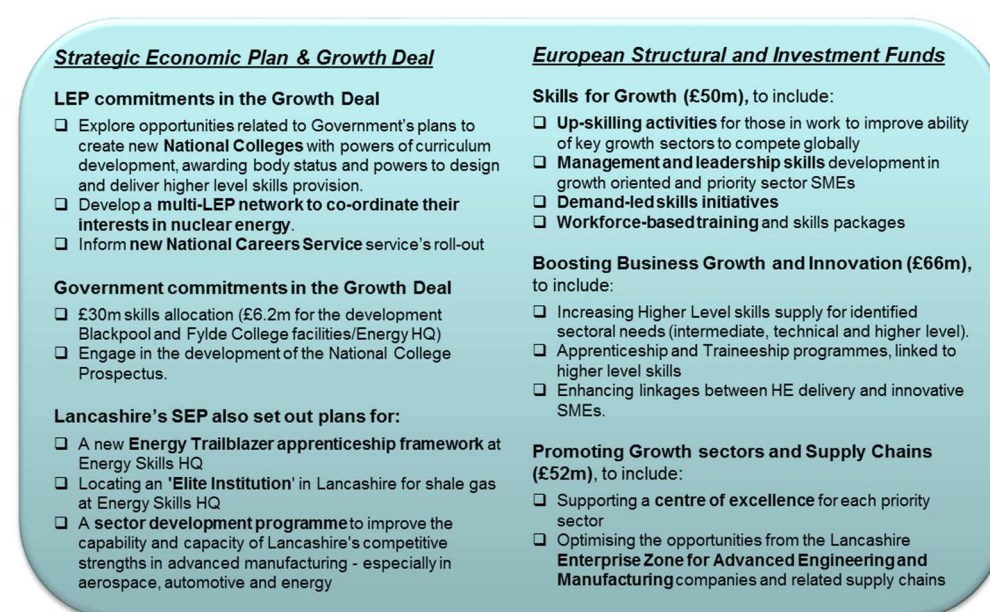 Strategic Economic Plan & Growth Deal
LEP commitments in the Growth Deal
❑ Explore opportunities related to Government's plans to
create new National Colleges with powers of curriculum
development, awarding body status and powers to design
and deliver higher level skills provision.
❑ Develop a multi-LEP network to co-ordinate their
interests in nuclear energy.
❑ Inform new National Careers Service service's roll-out
Government commitments in the Growth Deal
❑ £30m skills allocation (£6.2m for the development
Blackpool and Fylde College facilities/Energy HQ)
❑ Engage in the development of the National College
Prospectus.
Lancashire's SEP also set out plans for:
❑ A new Energy Trailblazer apprenticeship framework at
Energy Skills HQ
❑ Locating an 'Elite Institution' in Lancashire for shale gas
at Energy Skills HQ
❑ A sector development programme to improve the
capability and capacity of Lancashire's competitive
strengths in advanced manufacturing - especially in
aerospace, automotive and energy
European Structural and Investment Funds
Skills for Growth (£50m), to include:
❑ Up-skilling activities for those in work to improve ability
of key growth sectors to compete globally
❑ Management and leadership skills development in
growth oriented and priority sector SMEs
❑ Demand-led skills initiatives
❑ Workforce-based training and skills packages
Boosting Business Growth and Innovation (£66m),
to include:
❑ Increasing Higher Level skills supply for identified
sectoral needs (intermediate, technical and higher level).
❑ Apprenticeship and Traineeship programmes, linked to
higher level skills
❑ Enhancing linkages between HE delivery and innovative
SMEs.
Promoting Growth sectors and Supply Chains
(£52m), to include:
❑ Supporting a centre of excellence for each priority
sector
❑ Optimising the opportunities from the Lancashire
Enterprise Zone for Advanced Engineering and
Manufacturing companies and related supply chains